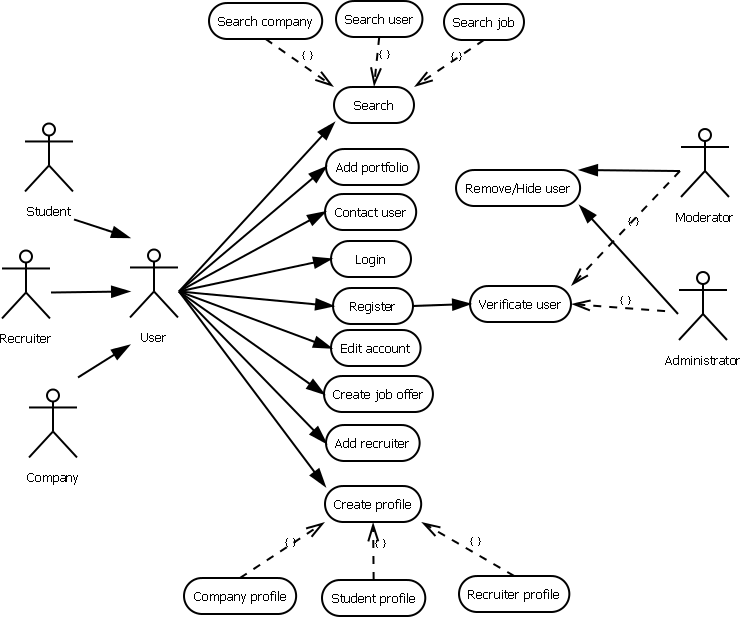 Search company
Search user
Search job
{ }
{ }
{ }
Search
Student
Add portfolio
Remove/Hide user
Moderator
Contact user
{ }
Login
Recruiter
User
Register
Verificate user
{ }
Edit account
Administrator
Create job offer
Add recruiter
Company
Create profile
{ }
{ }
{ }
Company profile
Student profile
Recruiter profile